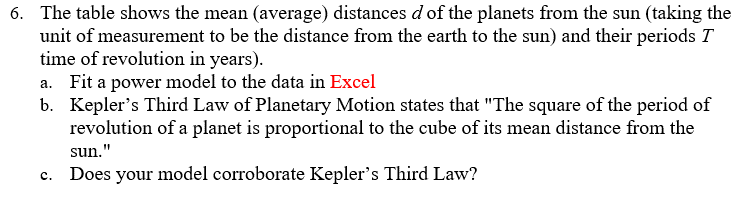 6. The table shows the mean (average) distances d of the planets from the sun (taking the
unit of measurement to be the distance from the earth to the sun) and their periods T
time of revolution in years).
a. Fit a power model to the data in Excel
b. Kepler's Third Law of Planetary Motion states that "The square of the period of
revolution of a planet is proportional to the cube of its mean distance from the
sun."
c. Does your model corroborate Kepler's Third Law?